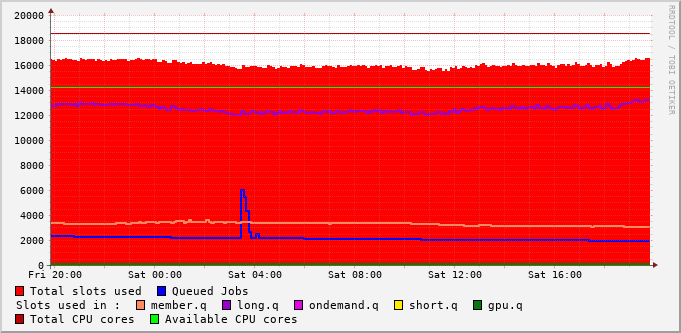 20000
18000
16000
14000
12000
10000
8000
6000
4000
2000
0
Fri 20:00 Sat 00:00 Sat 04:00 Sat 08:00 Sat 12:00 Sat 16:00
RRDTOOL / TOBI OETIKER
Total slots used Queued Jobs
Slots used in : member.q long.q ondemand.q short.q gpu.q
Total CPU cores Available CPU cores